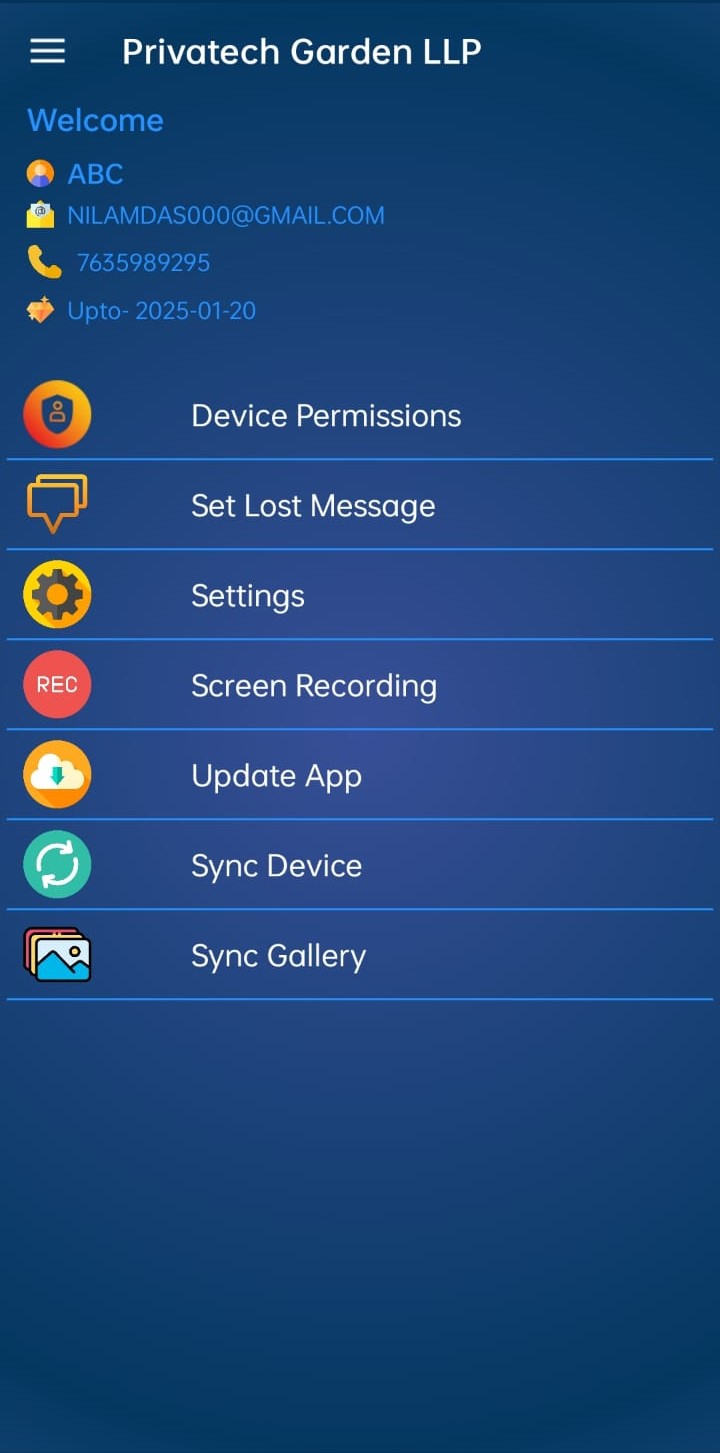 Privatech Garden LLP
Welcome
ABC
NILAMDAS000@GMAIL.COM
7635989295
Upto- 2025-01-20
Device Permissions
Set Lost Message
Settings
REC
Screen Recording
Update App
Sync Device
Sync Gallery